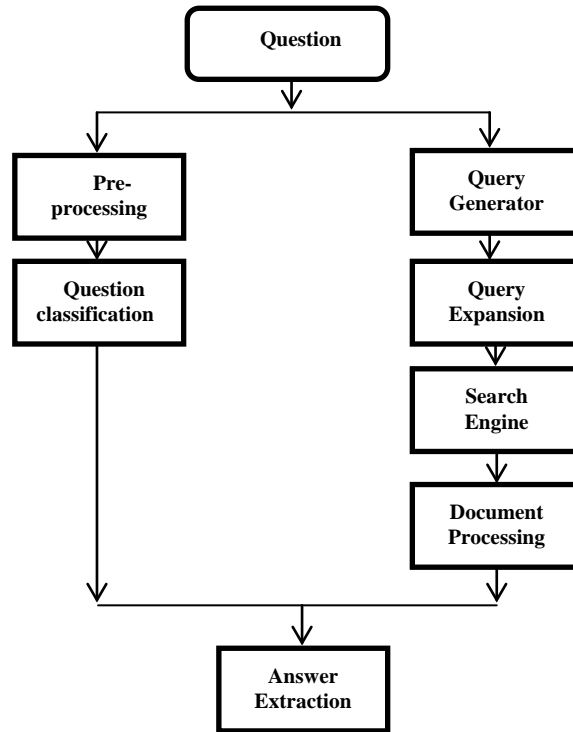 Question
Pre-
processing
Question
classification
Query
Generator
Query
Expansion
Search
Engine
Document
Processing
Answer
Extraction